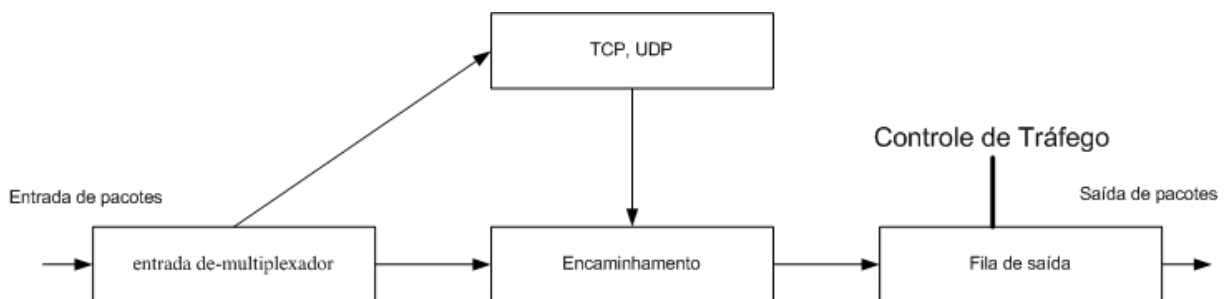 TCP, UDP
Controle de Tráfego
Entrada de pacotes
Saída de pacotes
entrada de-multiplexador
Encaminhamento
Fila de saída